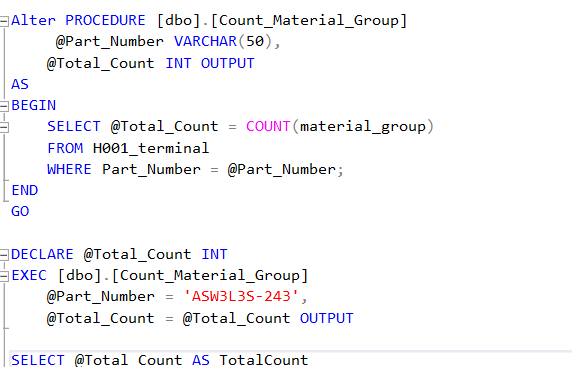 Alter PROCEDURE [dbo].[Count_Material_Group]
@Part_Number VARCHAR(50),
@Total_Count INT OUTPUT
AS
BEGIN
SELECT @Total_Count = COUNT(material_group)
FROM H001_terminal
WHERE Part_Number = @Part_Number;
END
GO
DECLARE @Total_Count INT
EXEC [dbo].[Count_Material_Group]
@Part_Number = 'ASW3L3S-243',
@Total_Count = @Total_Count OUTPUT
SELECT @Total_Count AS TotalCount